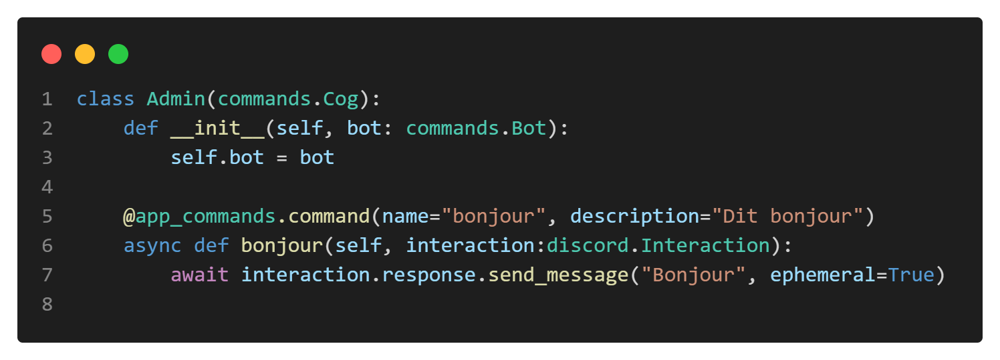 1 class Admin(commands.Cog):
2     def __init__(self, bot: commands.Bot):
3         self.bot = bot
4
5     @app_commands.command(name="bonjour", description="Dit bonjour")
6     async def bonjour(self, interaction:discord.Interaction):
7         await interaction.response.send_message("Bonjour", ephemeral=True)
8